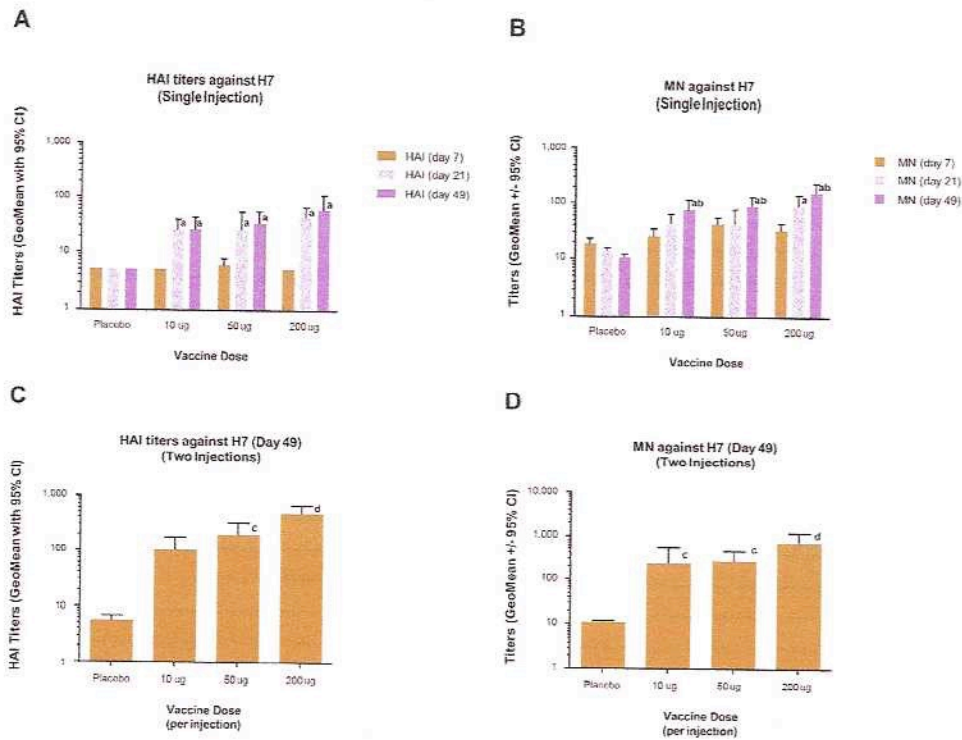 A
HAI titers against H7
(Single Injection)
HAI Titers (GeoMean with 95% CI)
1,000
100
10
1
a
a
a
a
a
a
Placebo
10 ug
50 ug
200 ug
Vaccine Dose
HAI (day 7)
HAI (day 21)
HAI (day 49)
B
MN against H7
(Single Injection)
Titers (GeoMean +/- 95% CI)
1,000
100
10
1
ab
ab
a
ab
Placebo
10 ug
50 ug
200 ug
Vaccine Dose
MN (day 7)
MN (day 21)
MN (day 49)
C
HAI titers against H7 (Day 49)
(Two Injections)
HAI Titers (GeoMean with 95% CI)
1,000
100
10
1
c
d
Placebo
10 ug
50 ug
200 ug
Vaccine Dose
(per injection)
D
MN against H7 (Day 49)
(Two Injections)
Titers (GeoMean +/- 95% CI)
10,000
1,000
100
10
1
c
c
d
Placebo
10 ug
50 ug
200 ug
Vaccine Dose
(per injection)